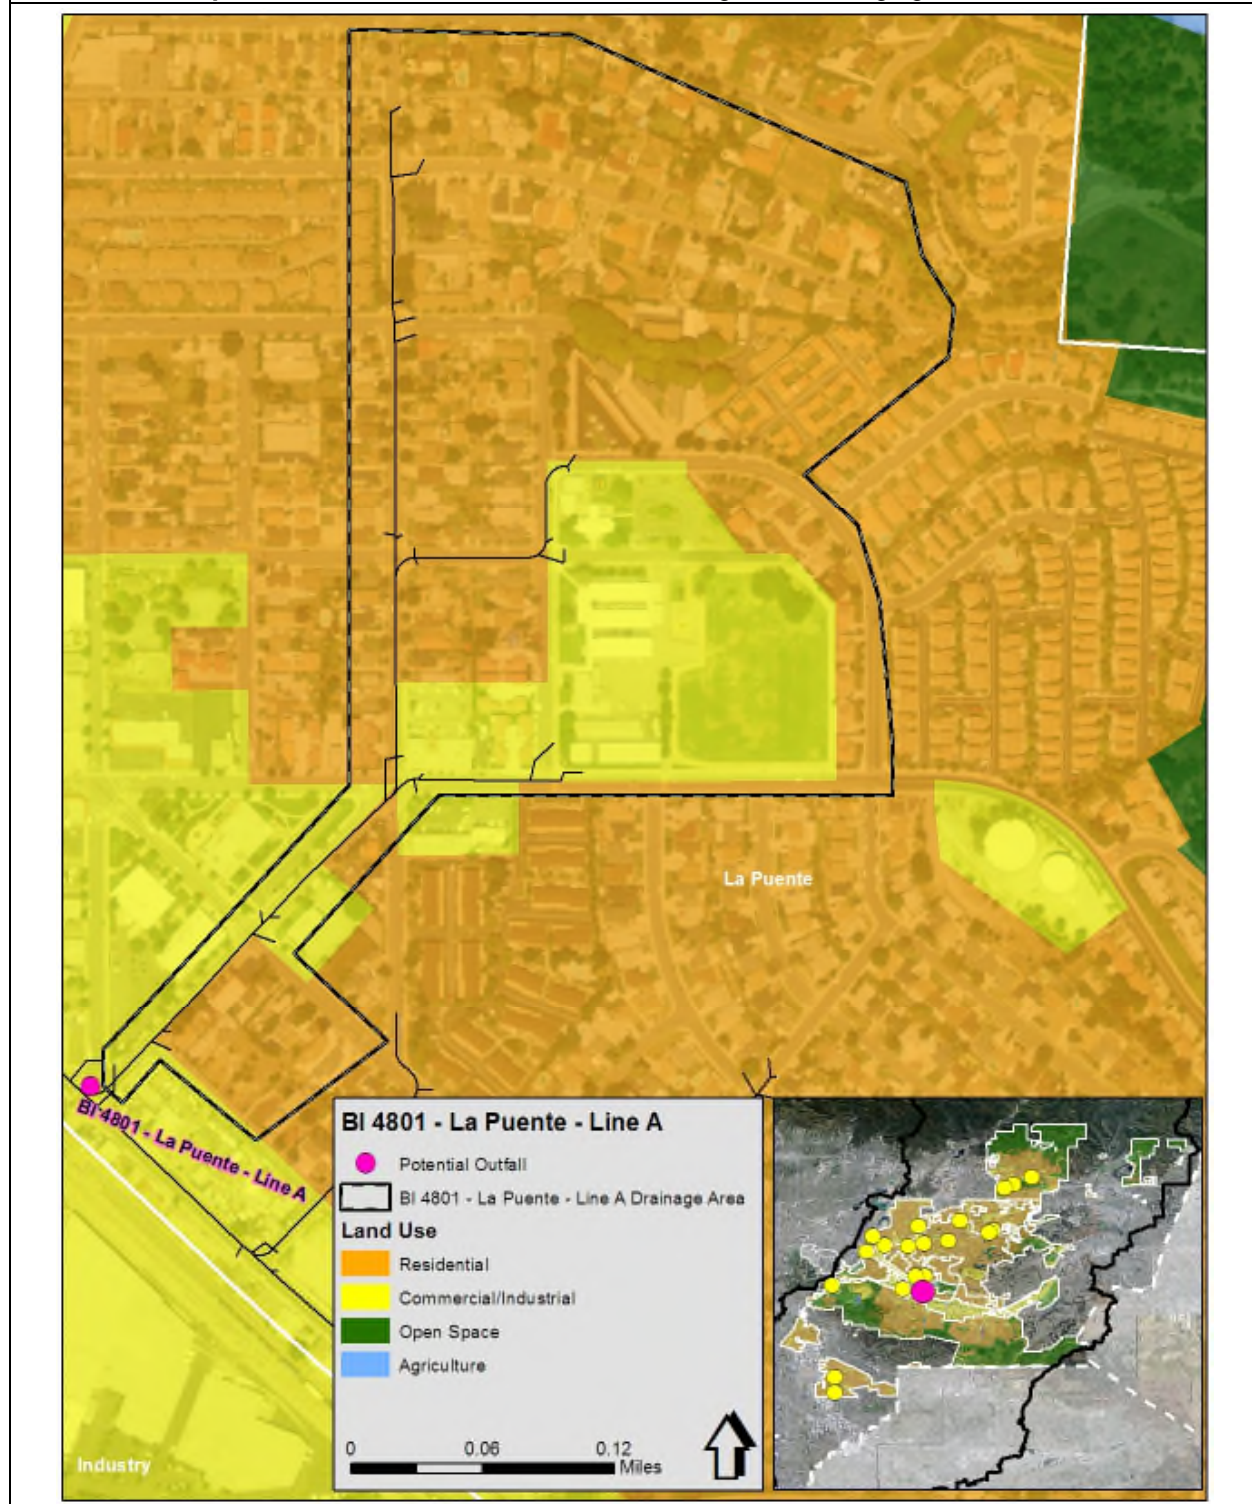 La Puente
BI 4801 - La Puente - Line A
Industry
BI 4801 - La Puente - Line A
Potential Outfall
BI 4801 - La Puente - Line A Drainage Area
Land Use
Residential
Commercial/Industrial
Open Space
Agriculture
0 0.06 0.12
Miles